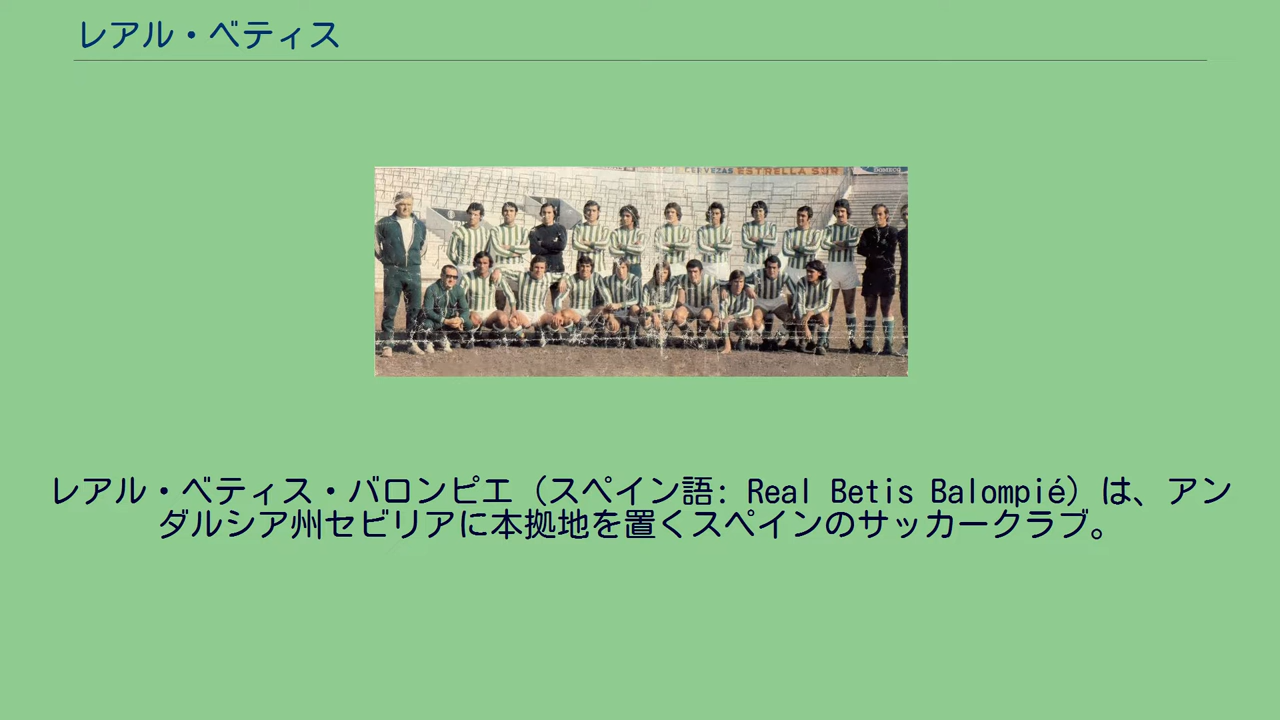 レアル・ベティス
CERVEZAS ESTRELLA SUR
DOMECQ
レアル・ベティス・バロンピエ（スペイン語: Real Betis Balompié）は、アン
ダルシア州セビリアに本拠地を置くスペインのサッカークラブ。